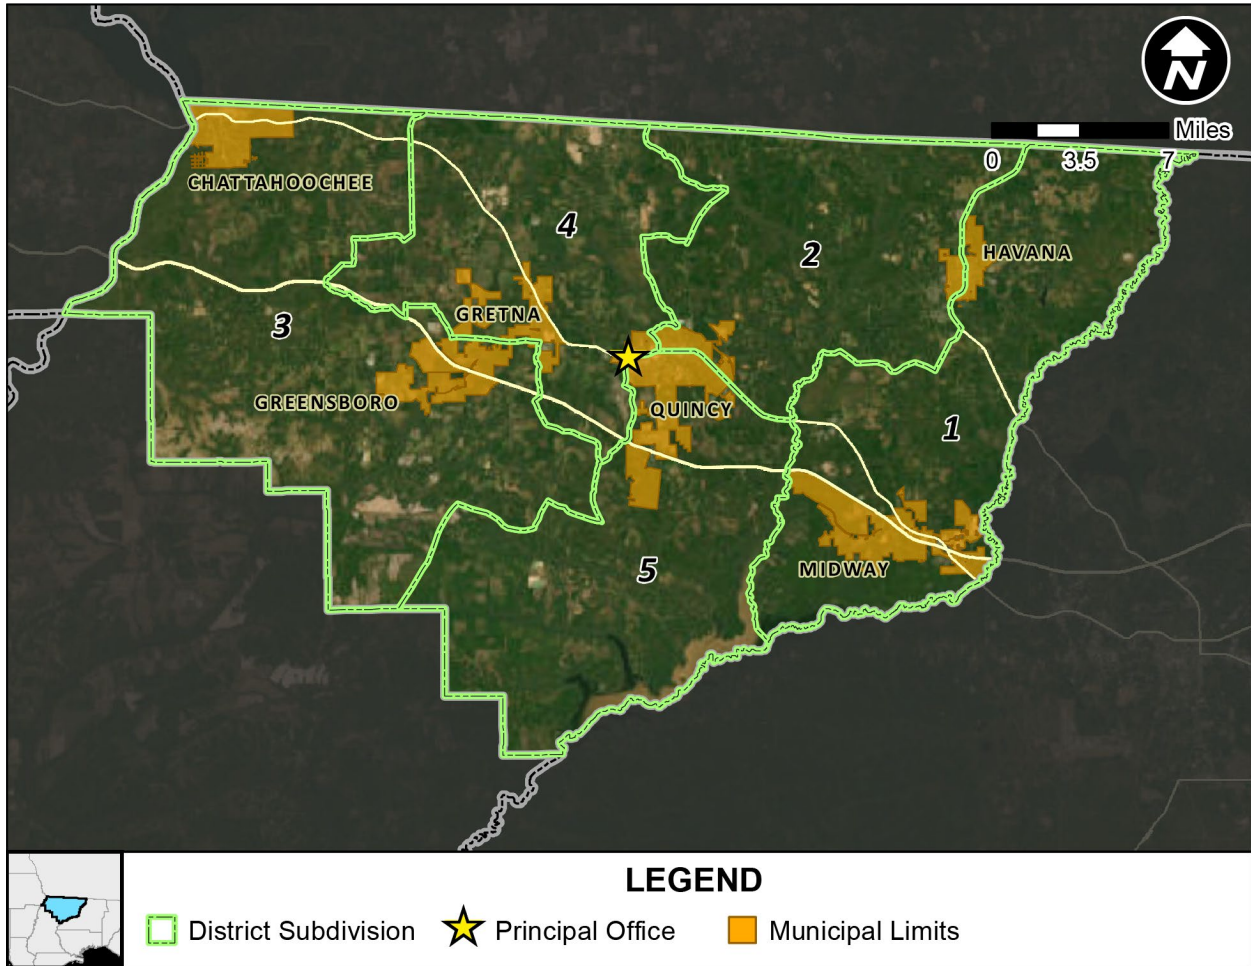 N
Miles
0 3.5 7
CHATTAHOOCHEE
4
2
HAVANA
3
GRETNA
GREENSBORO
QUINCY
1
5
MIDWAY
LEGEND
District Subdivision Principal Office Municipal Limits